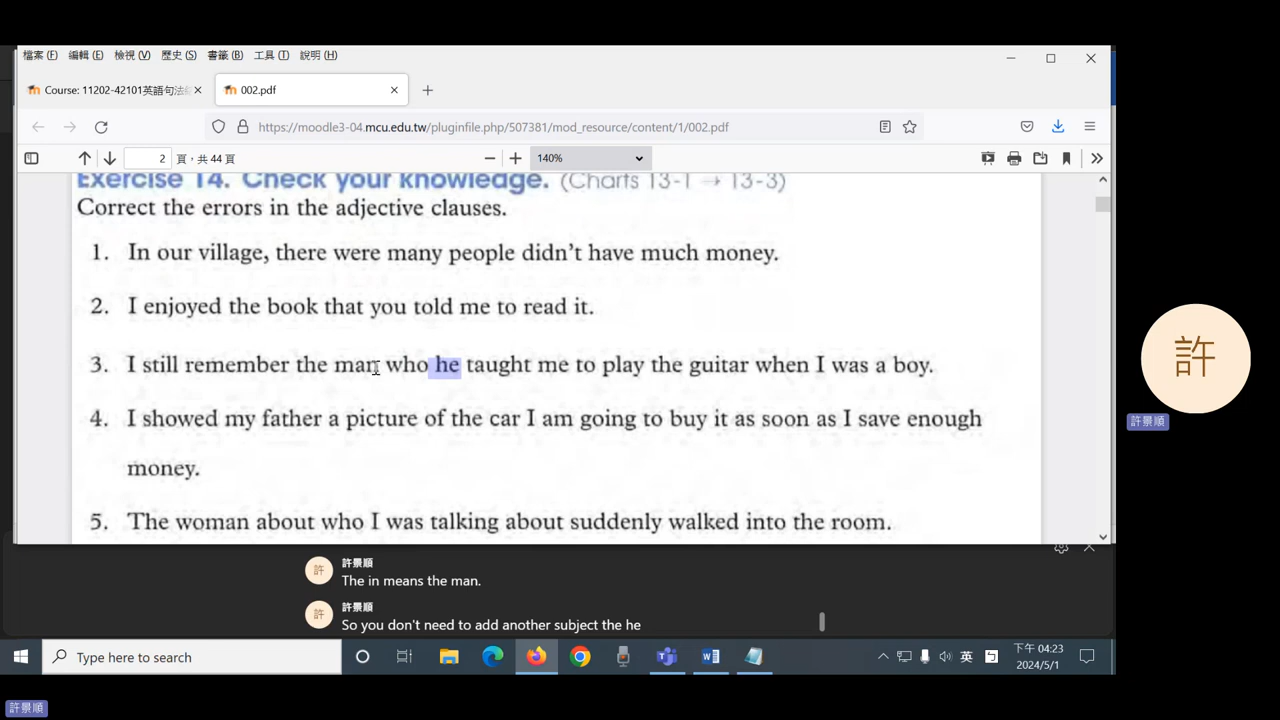 檔案 (F) 編輯 (E) 檢視 (V) 歷史 (S) 書籤 (B) 工具 (T) 說明 (H)
Course: 11202-42101英語句法 002.pdf
https://moodle3-04.mcu.edu.tw/pluginfile.php/507381/mod_resource/content/1/002.pdf
2 頁，共 44 頁 140%
Exercise 14. Check your knowledge. (Charts 13-1 → 13-3)
Correct the errors in the adjective clauses.
1. In our village, there were many people didn't have much money.
2. I enjoyed the book that you told me to read it.
3. I still remember the man who he taught me to play the guitar when I was a boy.
4. I showed my father a picture of the car I am going to buy it as soon as I save enough
money.
5. The woman about who I was talking about suddenly walked into the room.
許
許景順
許 許景順
The in means the man.
許 許景順
So you don't need to add another subject the he
Type here to search
英
下午 04:23
2024/5/1
許景順